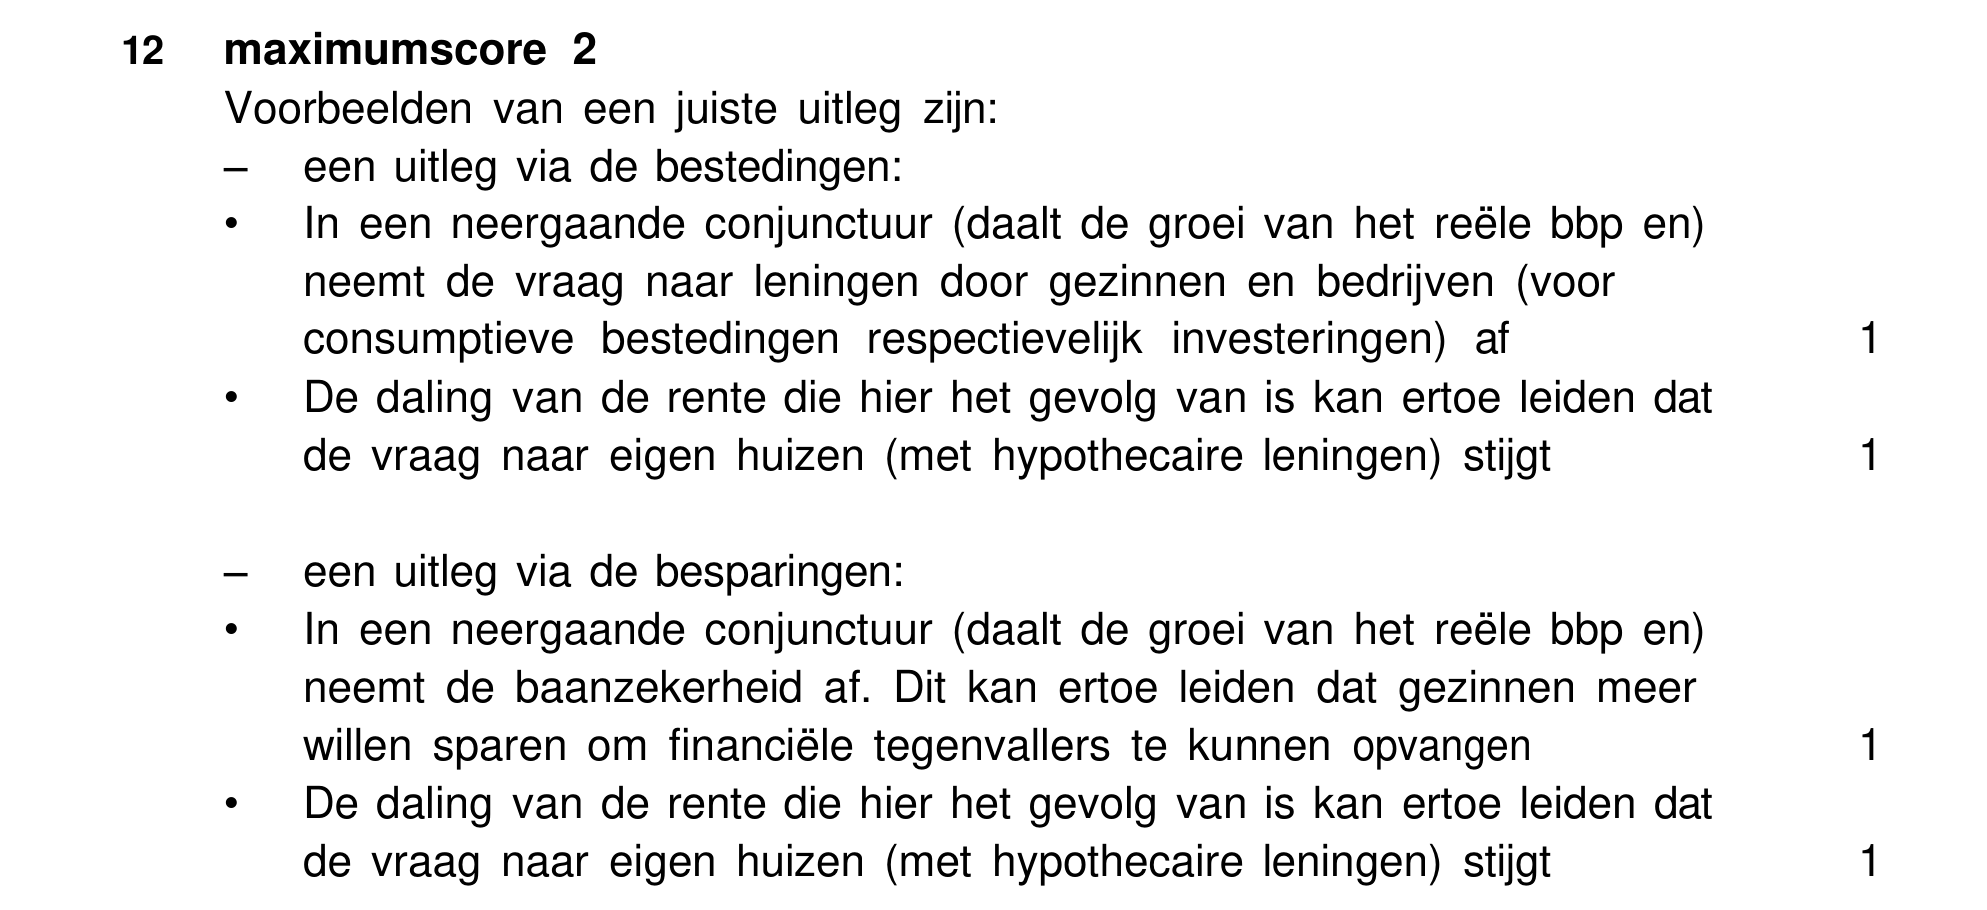 12 maximumscore 2
Voorbeelden van een juiste uitleg zijn:
– een uitleg via de bestedingen:
• In een neergaande conjunctuur (daalt de groei van het reële bbp en)
neemt de vraag naar leningen door gezinnen en bedrijven (voor
consumptieve bestedingen respectievelijk investeringen) af 1
• De daling van de rente die hier het gevolg van is kan ertoe leiden dat
de vraag naar eigen huizen (met hypothecaire leningen) stijgt 1
– een uitleg via de besparingen:
• In een neergaande conjunctuur (daalt de groei van het reële bbp en)
neemt de baanzekerheid af. Dit kan ertoe leiden dat gezinnen meer
willen sparen om financiële tegenvallers te kunnen opvangen 1
• De daling van de rente die hier het gevolg van is kan ertoe leiden dat
de vraag naar eigen huizen (met hypothecaire leningen) stijgt 1